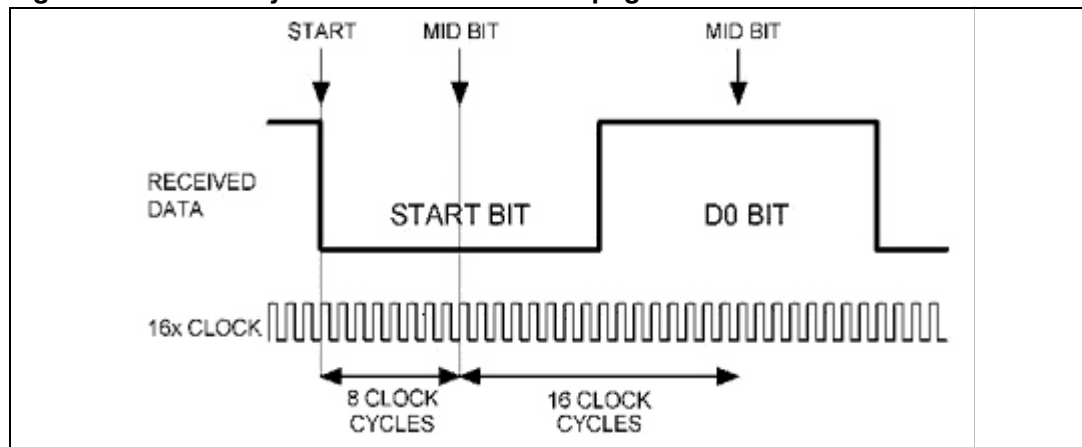 START MID BIT MID BIT
RECEIVED
DATA
START BIT D0 BIT
16x CLOCK
8 CLOCK
CYCLES
16 CLOCK
CYCLES